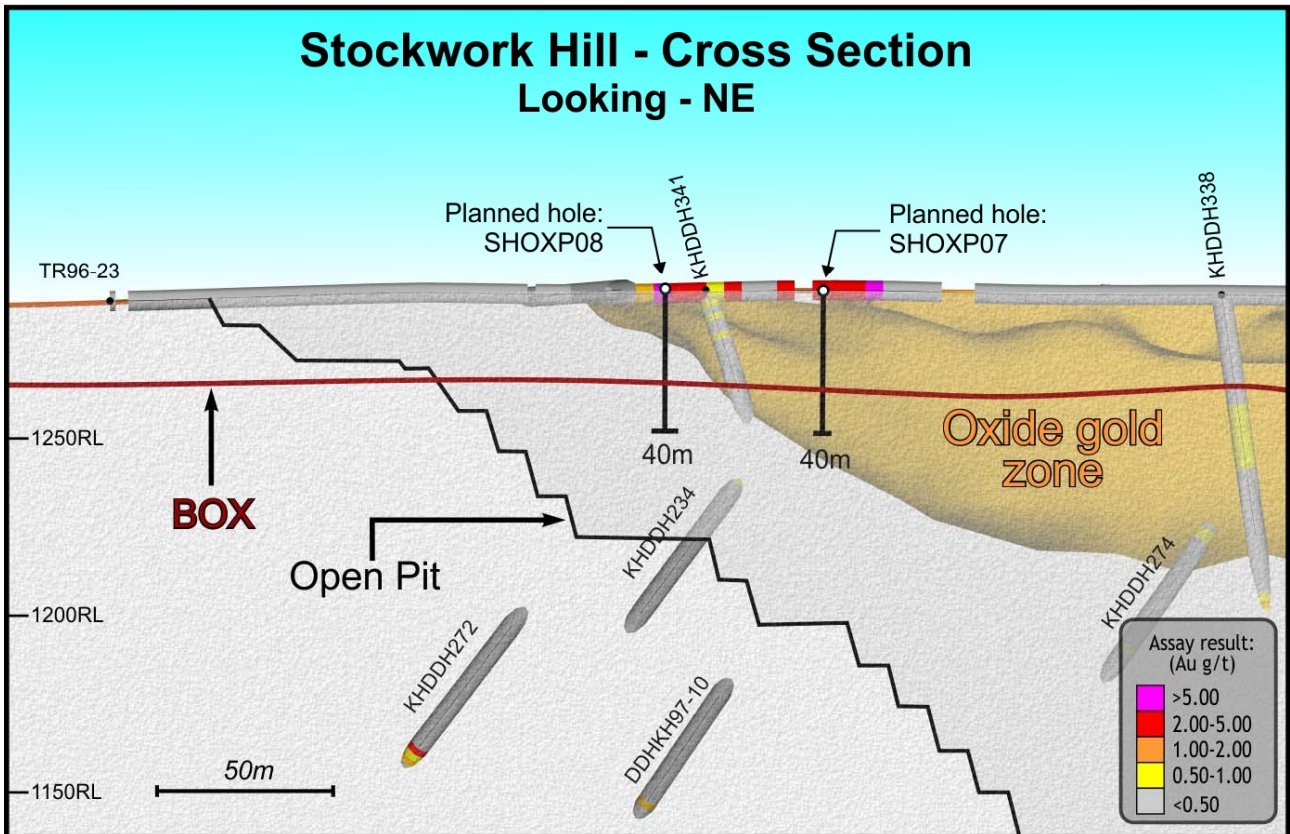 Stockwork Hill - Cross Section
Looking - NE
Planned hole:
SHOXP08
KHDDH341
Planned hole:
SHOXP07
KHDDH338
TR96-23
1250RL
40m
40m
Oxide gold
zone
BOX
Open Pit
KHDDH234
KHDDH274
1200RL
KHDDH272
DDHKH97-10
50m
1150RL
Assay result:
(Au g/t)
>5.00
2.00-5.00
1.00-2.00
0.50-1.00
<0.50